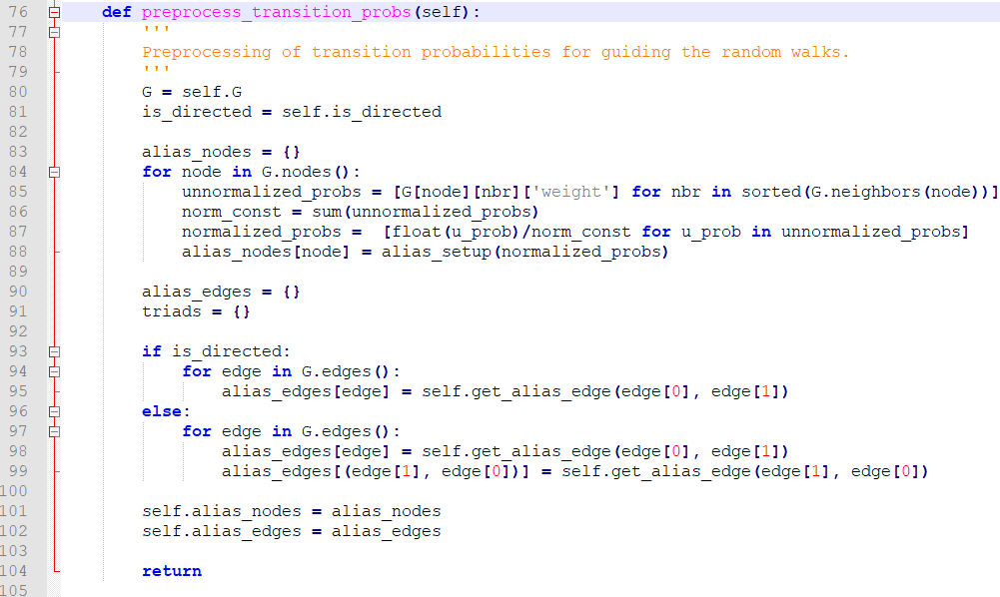 76 def preprocess_transition_probs(self):
77 '''
78 Preprocessing of transition probabilities for guiding the random walks.
79 '''
80 G = self.G
81 is_directed = self.is_directed
82
83 alias_nodes = {}
84 for node in G.nodes():
85 unnormalized_probs = [G[node][nbr]['weight'] for nbr in sorted(G.neighbors(node))]
86 norm_const = sum(unnormalized_probs)
87 normalized_probs =  [float(u_prob)/norm_const for u_prob in unnormalized_probs]
88 alias_nodes[node] = alias_setup(normalized_probs)
89
90 alias_edges = {}
91 triads = {}
92
93 if is_directed:
94 for edge in G.edges():
95 alias_edges[edge] = self.get_alias_edge(edge[0], edge[1])
96 else:
97 for edge in G.edges():
98 alias_edges[edge] = self.get_alias_edge(edge[0], edge[1])
99 alias_edges[(edge[1], edge[0])] = self.get_alias_edge(edge[1], edge[0])
100
101 self.alias_nodes = alias_nodes
102 self.alias_edges = alias_edges
103
104 return
105